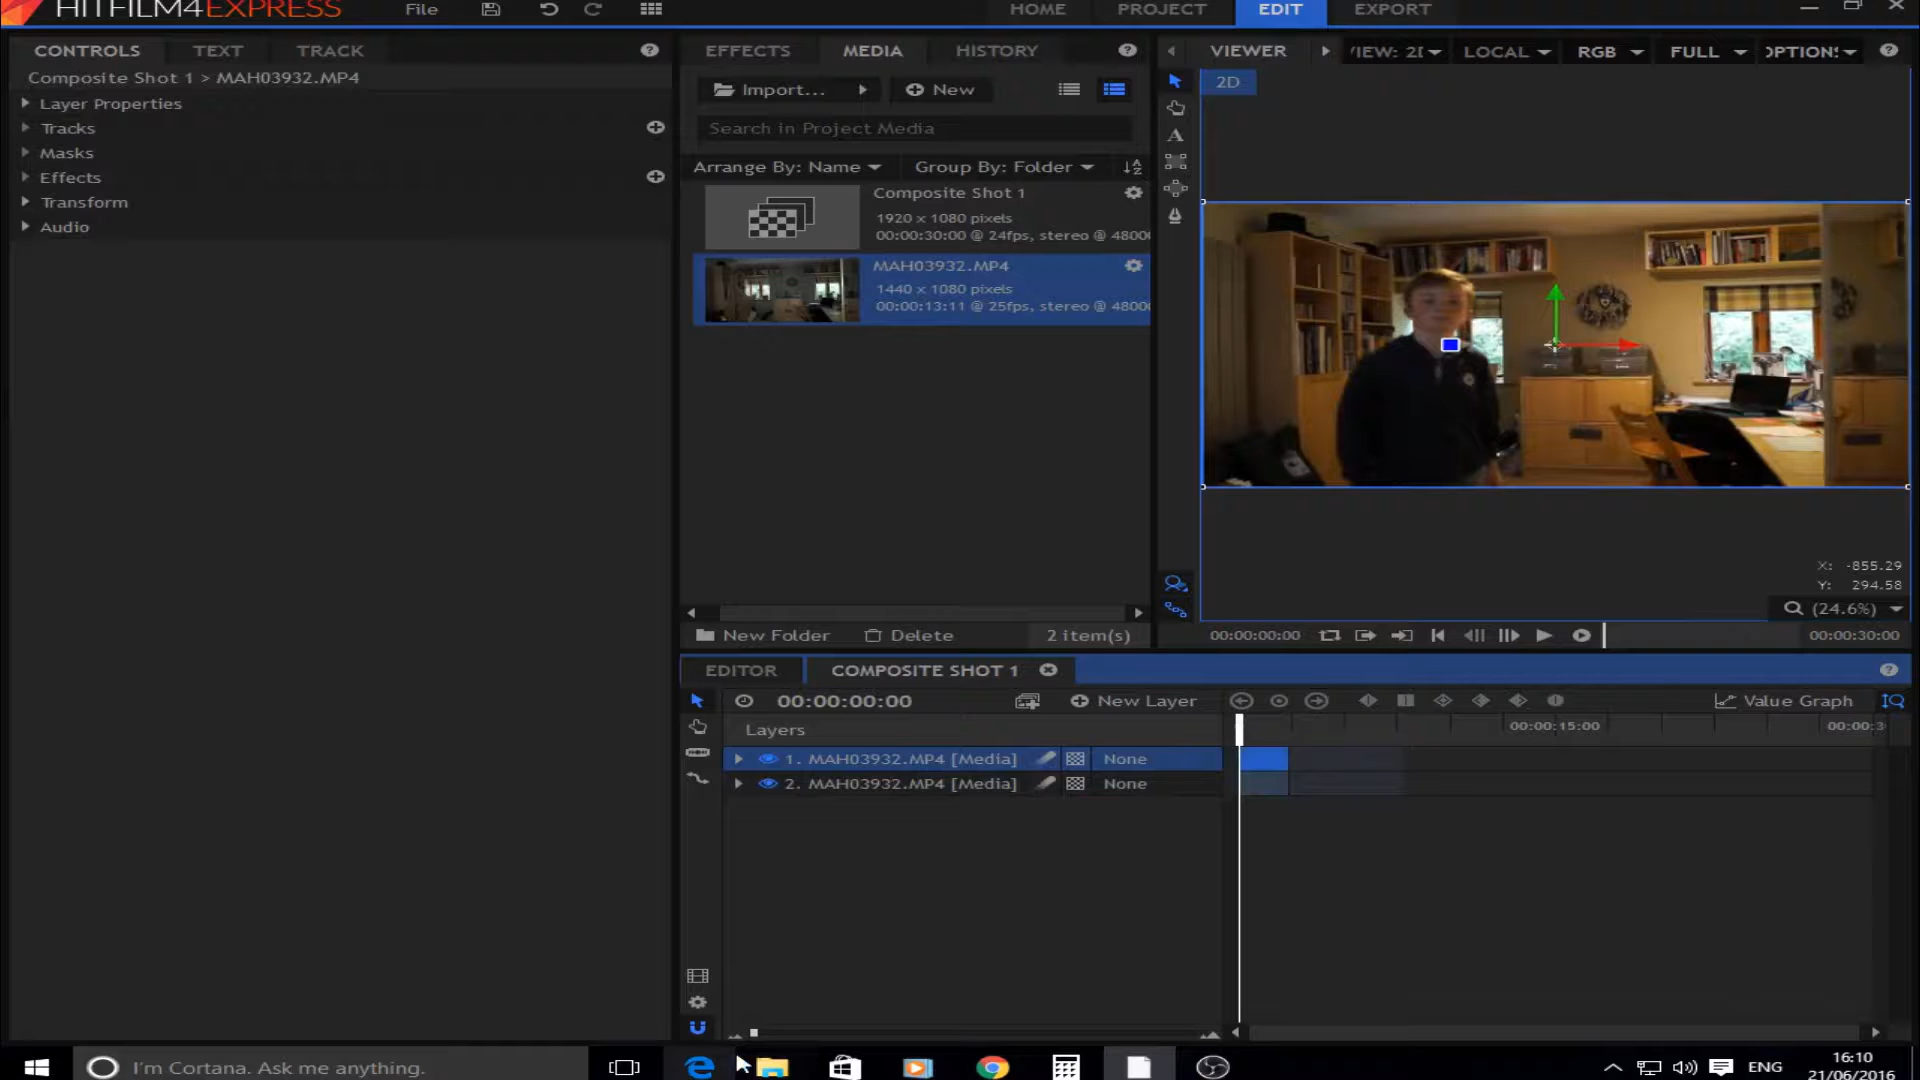 HITFILM4EXPRESS
File
HOME
PROJECT
EDIT
EXPORT
CONTROLS
TEXT
TRACK
Composite Shot 1 > MAH03932.MP4
Layer Properties
Tracks
Masks
Effects
Transform
Audio
EFFECTS
MEDIA
HISTORY
Import...
New
Search in Project Media
Arrange By: Name
Group By: Folder
Composite Shot 1
1920 x 1080 pixels
00:00:30:00 @ 24fps, stereo @ 4800
MAH03932.MP4
1440 x 1080 pixels
00:00:13:11 @ 25fps, stereo @ 4800
New Folder
Delete
2 item(s)
VIEWER
LOCAL
RGB
FULL
2D
X: -855.29
Y: 294.58
(24.6%)
00:00:00:00
00:00:30:00
EDITOR
COMPOSITE SHOT 1
00:00:00:00
New Layer
Value Graph
Layers
00:00:15:00
00:00:3
1. MAH03932.MP4 [Media]
None
2. MAH03932.MP4 [Media]
None
I'm Cortana. Ask me anything.
ENG
16:10
21/06/2016